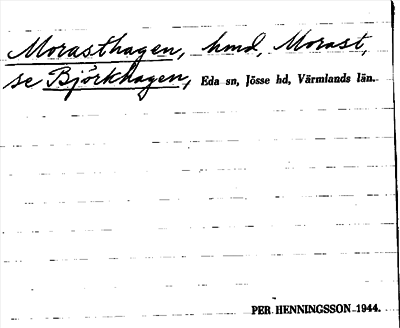 Morasthagen, hmd, Morast,
se Björkhagen, Eda sn, Jösse hd, Värmlands län.
PER HENNINGSSON 1944.